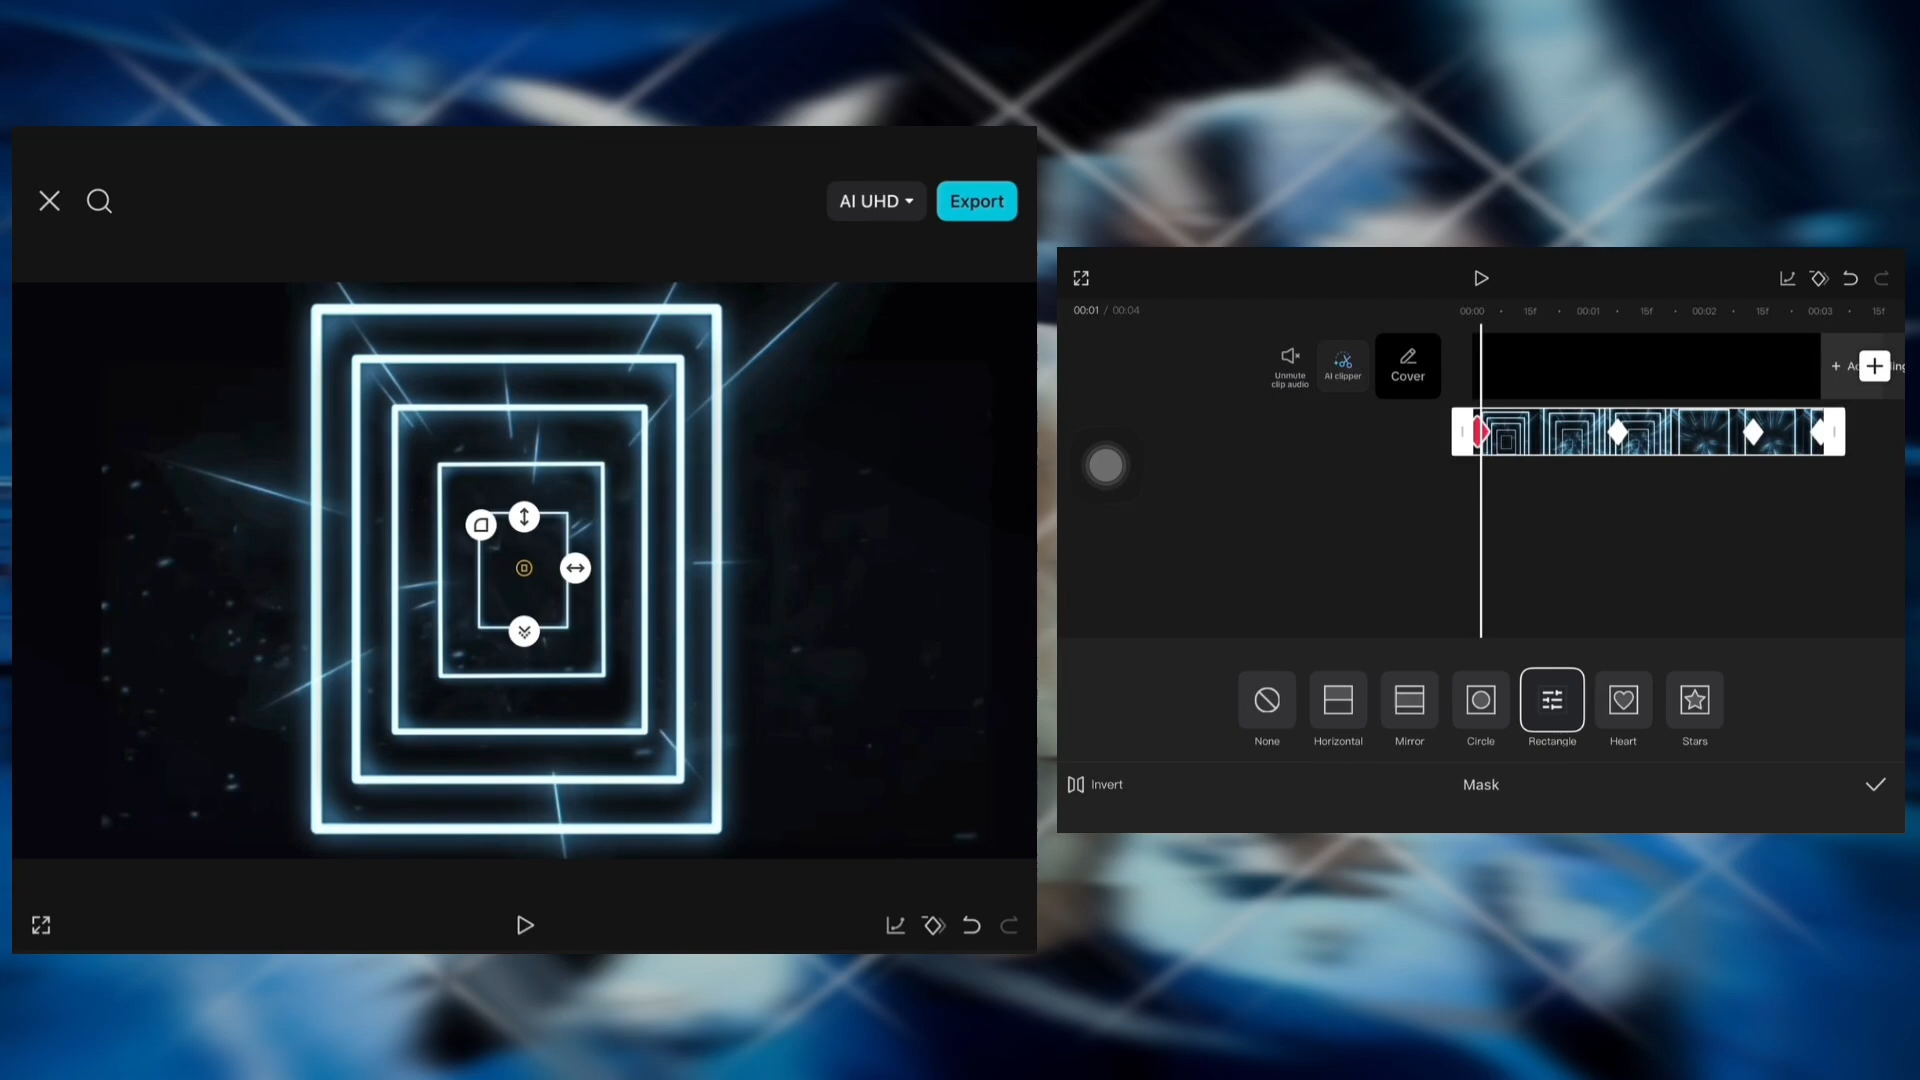 AI UHD
Export
00:01 / 00:04
00:00
15f
00:01
15f
00:02
15f
00:03
15f
Unmute
clip audio
AI clipper
Cover
None
Horizontal
Mirror
Circle
Rectangle
Heart
Stars
Invert
Mask